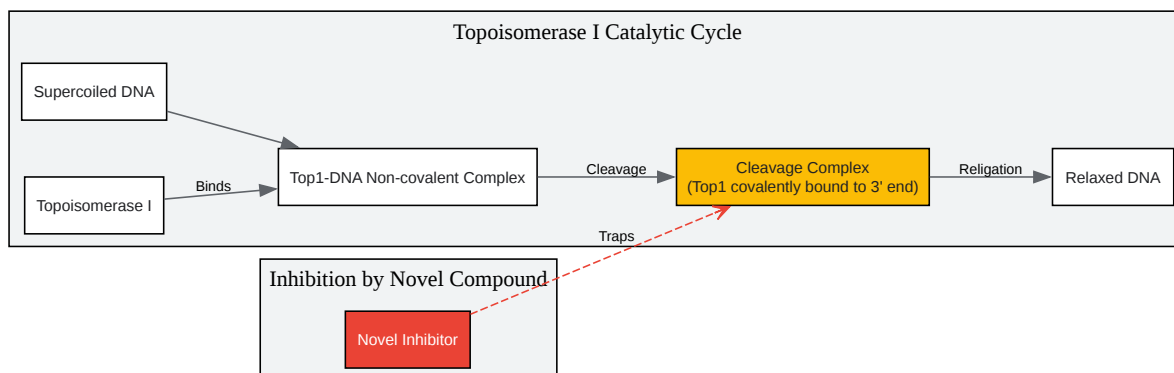 Topoisomerase I Catalytic Cycle
Supercoiled DNA
Topoisomerase I
Binds
Top1-DNA Non-covalent Complex
Cleavage
Cleavage Complex
(Top1 covalently bound to 3' end)
Religation
Relaxed DNA
Traps
Inhibition by Novel Compound
Novel Inhibitor